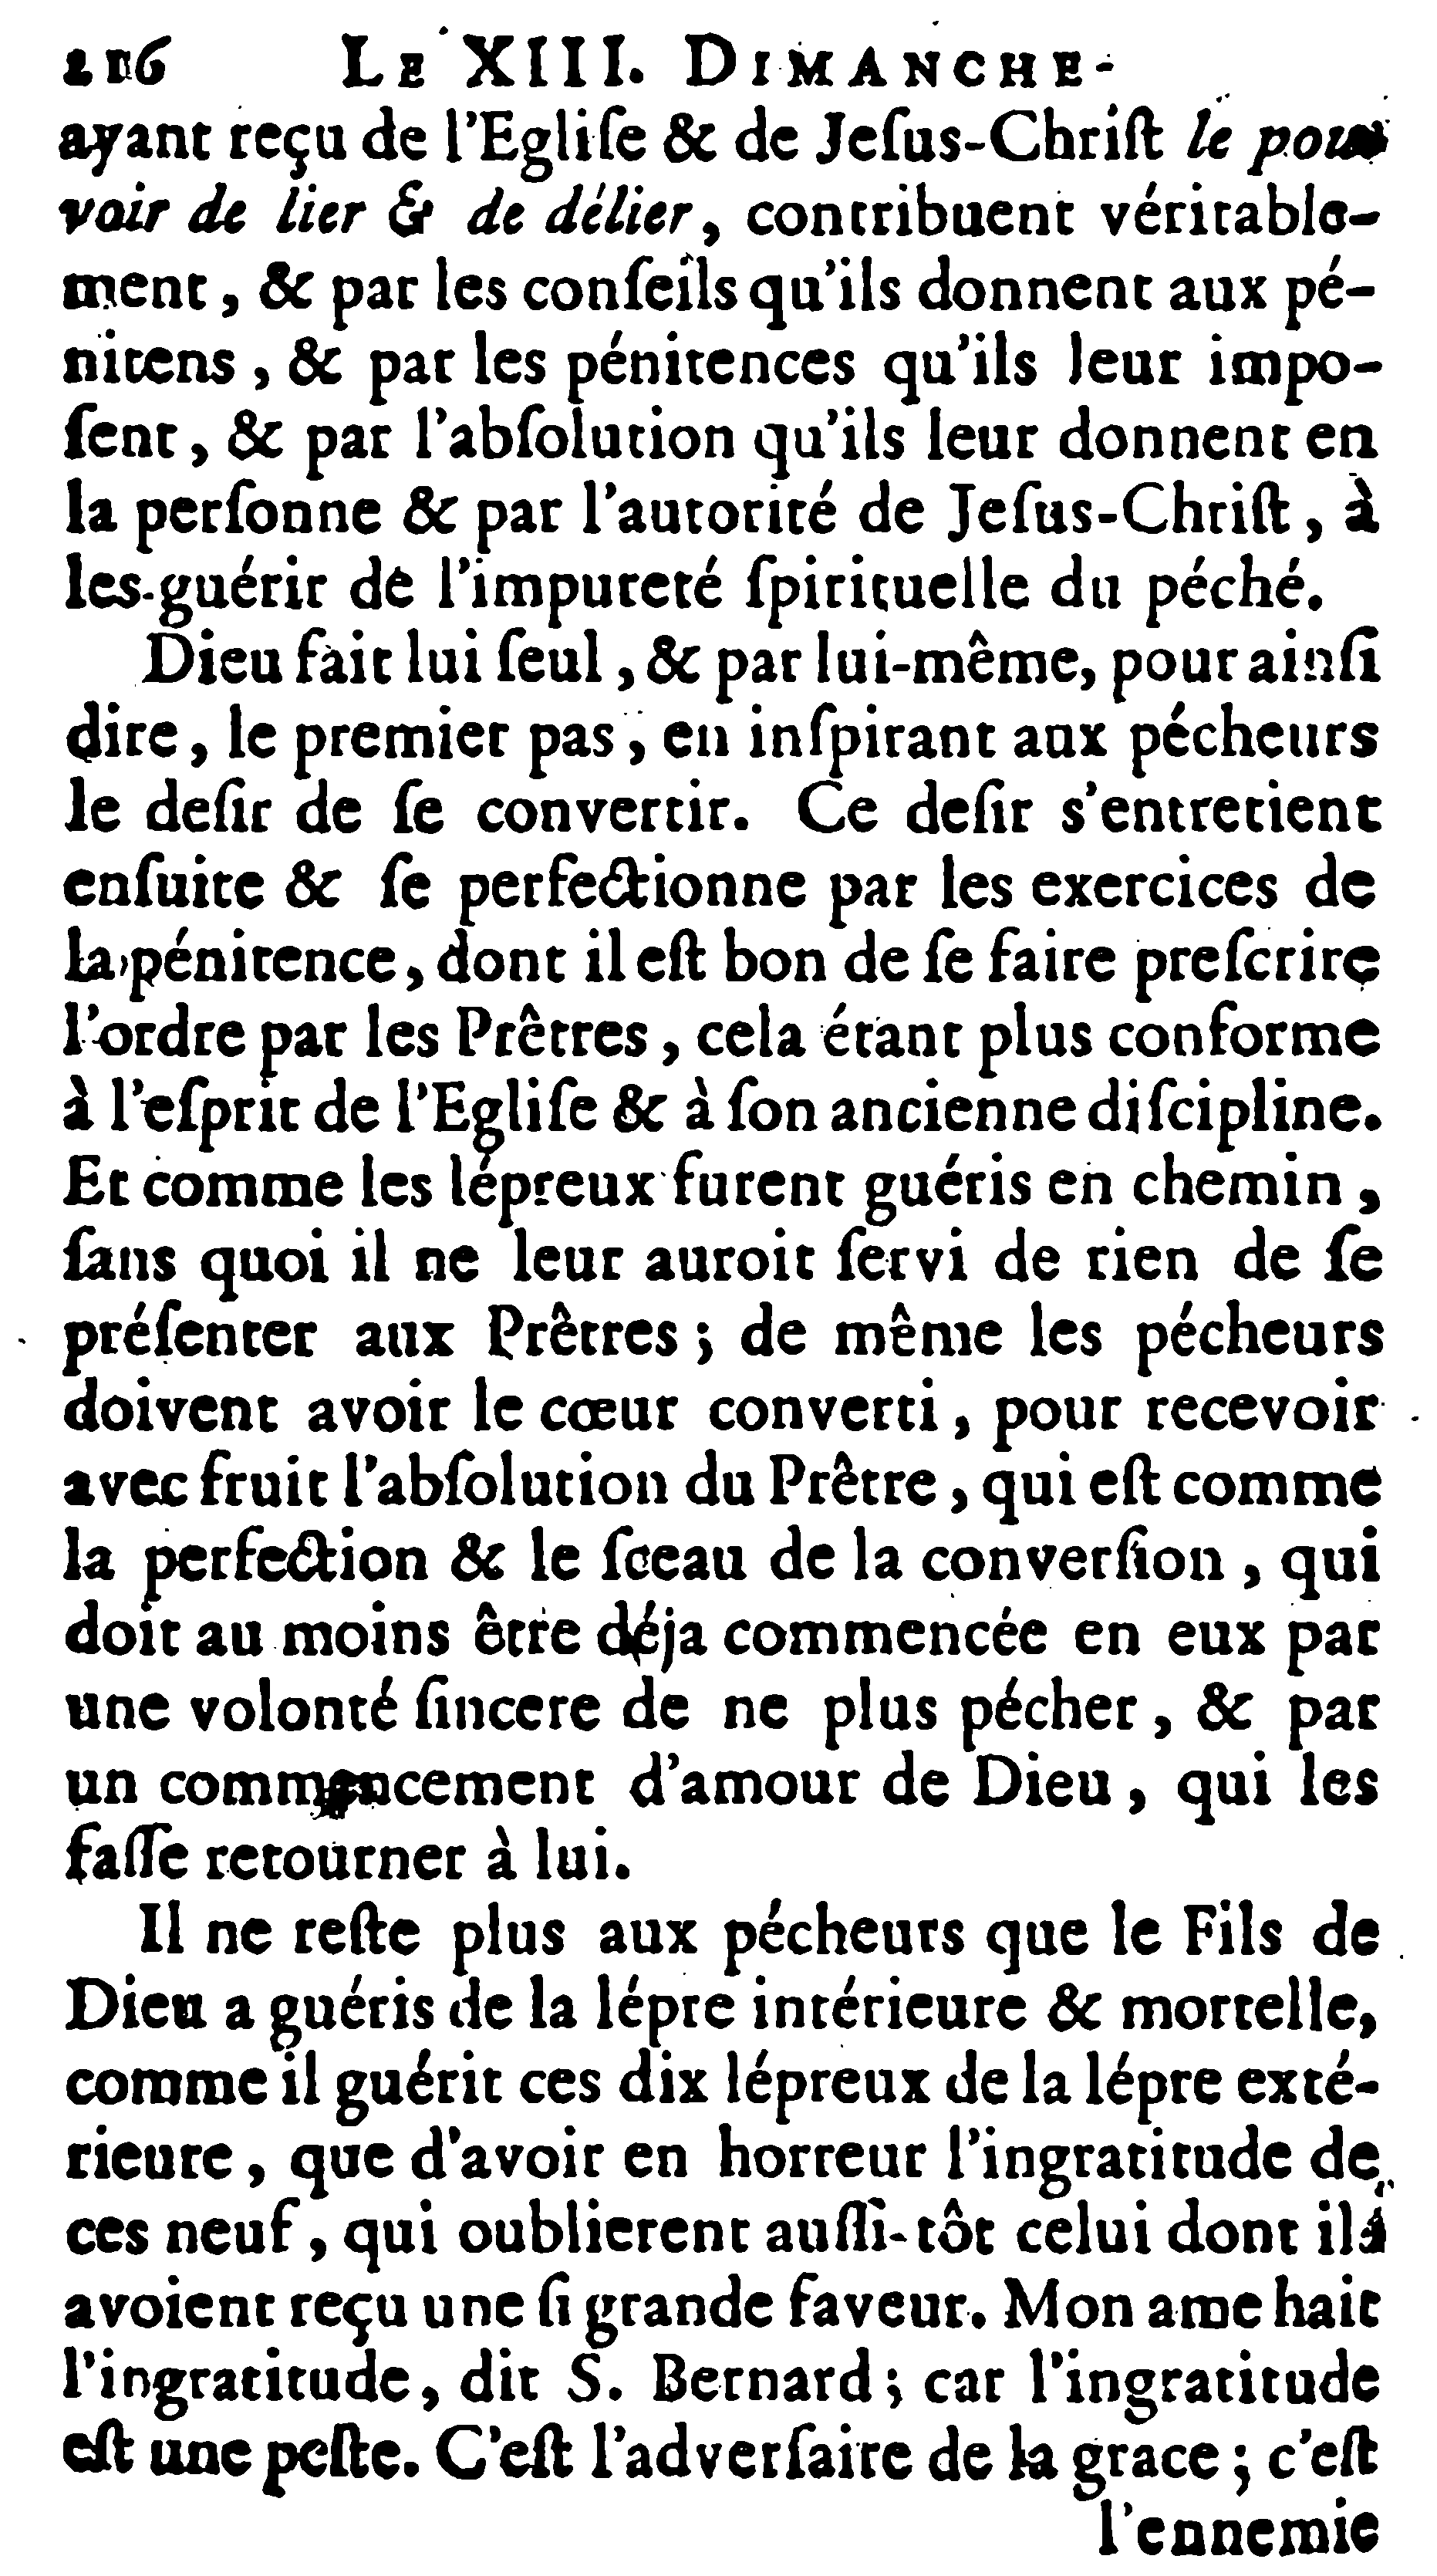 LE XIII. DIMANCHE
ayant reçu de l'Egliſe & de Jeſus-Chriſt le pou-
voir de lier & de délier, contribuent véritable-
ment, & par les conſeils qu'ils donnent aux pé-
nitens, & par les pénitences qu'ils leur impo-
ſent, & par l'abſolution qu'ils leur donnent en
la perſonne & par l'autorité de Jeſus-Chriſt, à
les guérir de l'impureté ſpirituelle du péché.
Dieu fait lui ſeul, & par lui-même, pour ainſi
dire, le premier pas, en inſpirant aux pécheurs
le deſir de ſe convertir. Ce deſir s'entretient
enſuite & ſe perfectionne par les exercices de
la pénitence, dont il eſt bon de ſe faire preſcrire
l'ordre par les Prêtres, cela étant plus conforme
à l'eſprit de l'Egliſe & à ſon ancienne diſcipline.
Et comme les lépreux furent guéris en chemin,
ſans quoi il ne leur auroit ſervi de rien de ſe
préſenter aux Prêtres; de même les pécheurs
doivent avoir le cœur converti, pour recevoir
avec fruit l'abſolution du Prêtre, qui eſt comme
la perfection & le ſceau de la converſion, qui
doit au moins être déja commencée en eux par
une volonté ſincere de ne plus pécher, & par
un commencement d'amour de Dieu, qui les
faſſe retourner à lui.
Il ne reſte plus aux pécheurs que le Fils de
Dieu a guéris de la lépre intérieure & mortelle,
comme il guérit ces dix lépreux de la lépre exté-
rieure, que d'avoir en horreur l'ingratitude de
ces neuf, qui oublierent auſſi-tôt celui dont ils
avoient reçu une ſi grande faveur. Mon ame hait
l'ingratitude, dit S. Bernard; car l'ingratitude
eſt une peſte. C'eſt l'adverſaire de la grace; c'eſt
l'ennemie